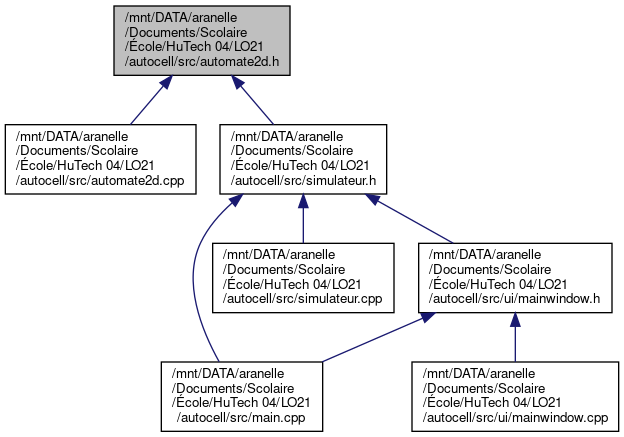 /mnt/DATA/aranelle
/Documents/Scolaire
/École/HuTech 04/LO21
/autocell/src/automate2d.h
/mnt/DATA/aranelle
/Documents/Scolaire
/École/HuTech 04/LO21
/autocell/src/automate2d.cpp
/mnt/DATA/aranelle
/Documents/Scolaire
/École/HuTech 04/LO21
/autocell/src/simulateur.h
/mnt/DATA/aranelle
/Documents/Scolaire
/École/HuTech 04/LO21
/autocell/src/simulateur.cpp
/mnt/DATA/aranelle
/Documents/Scolaire
/École/HuTech 04/LO21
/autocell/src/ui/mainwindow.h
/mnt/DATA/aranelle
/Documents/Scolaire
/École/HuTech 04/LO21
/autocell/src/main.cpp
/mnt/DATA/aranelle
/Documents/Scolaire
/École/HuTech 04/LO21
/autocell/src/ui/mainwindow.cpp